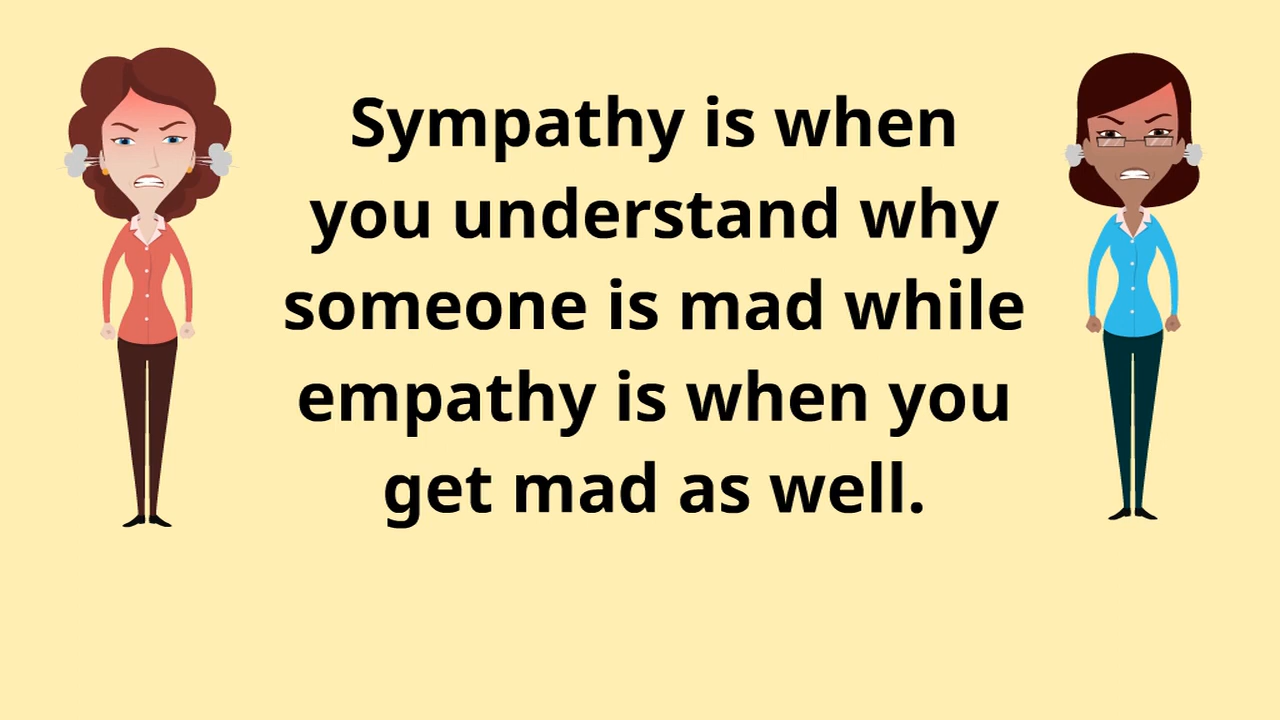 Sympathy is when
you understand why
someone is mad while
empathy is when you
get mad as well.